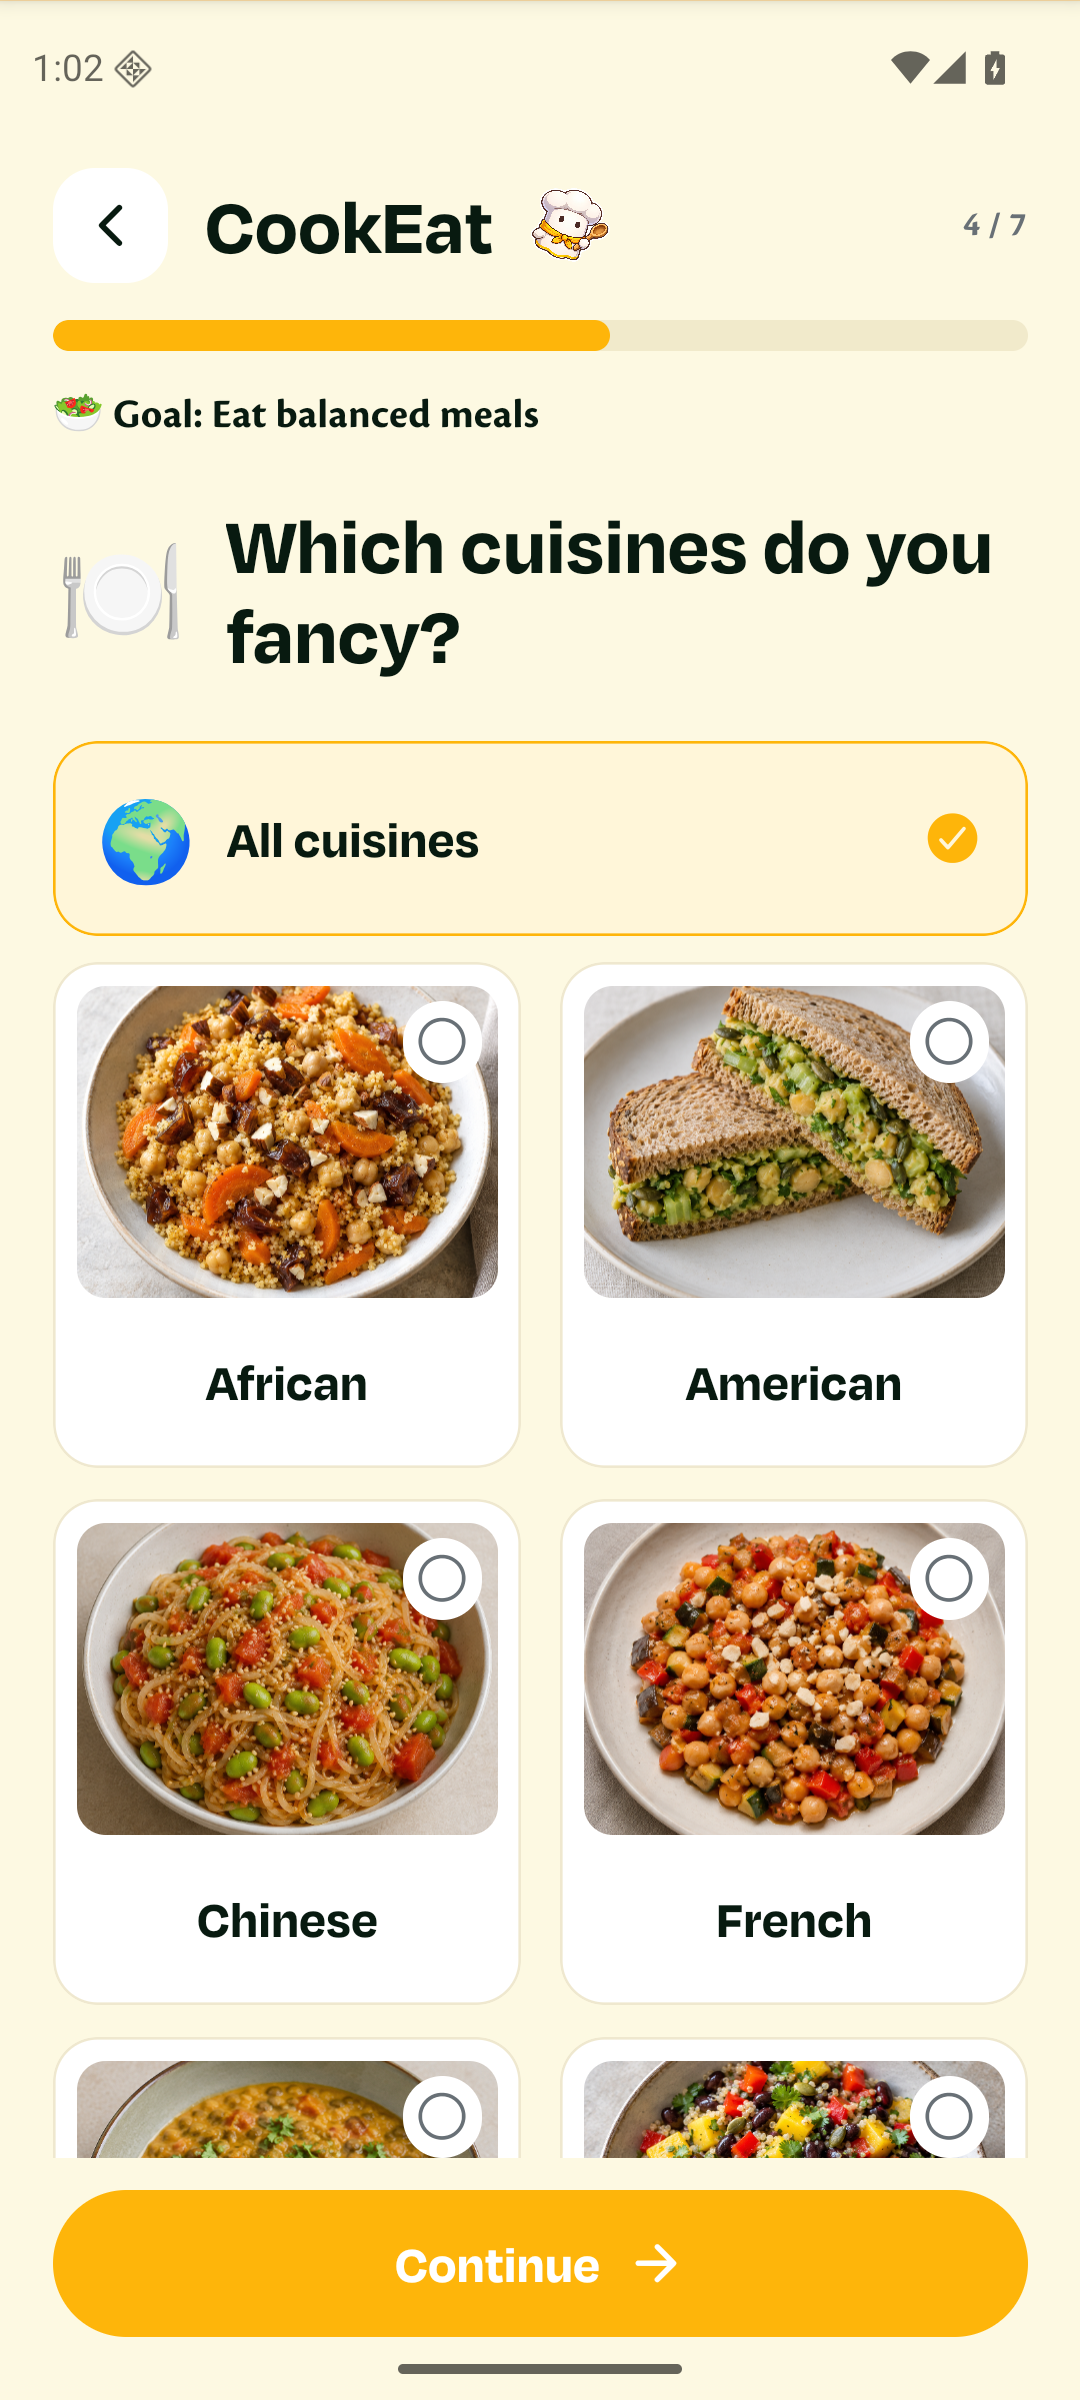 1:02
CookEat
4 / 7
Goal: Eat balanced meals
Which cuisines do you
fancy?
All cuisines
African
American
Chinese
French
Continue